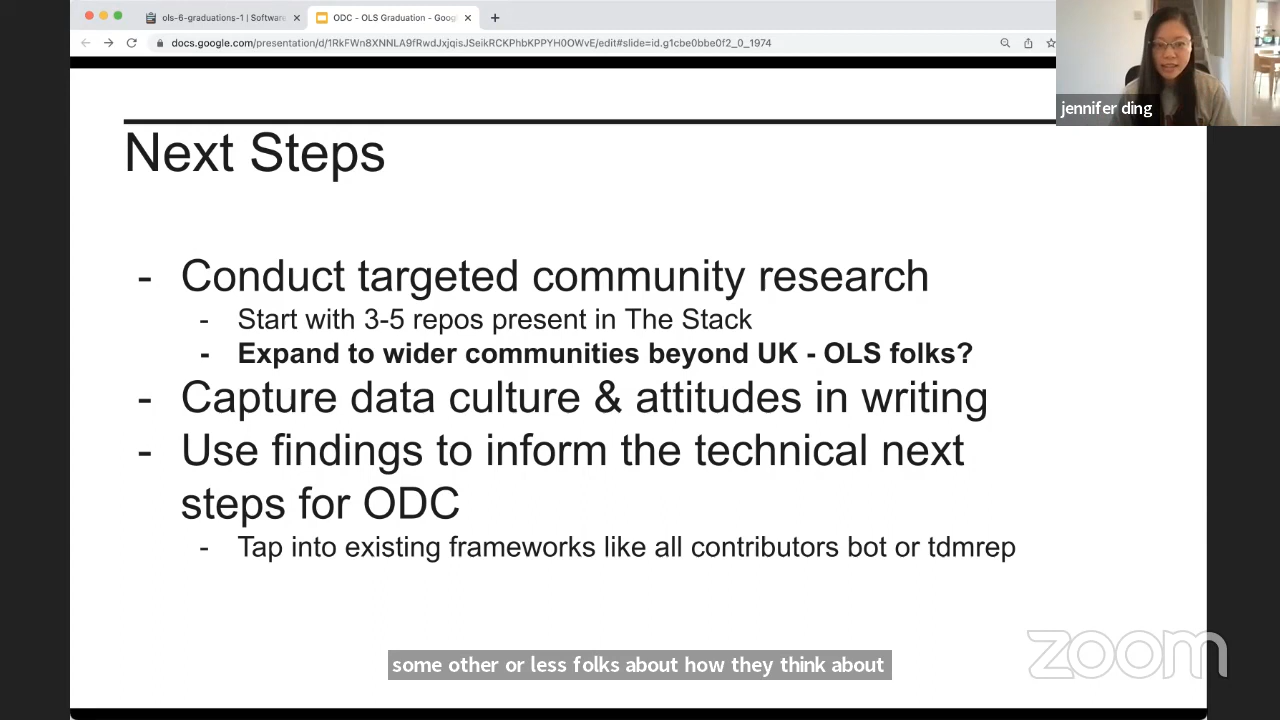 ols-6-graduations-1 | Software
ODC - OLS Graduation - Goog
docs.google.com/presentation/d/1RkFWn8XNNLA9fRwdJxjqisJSeikRCKPhbKPPYH0OWvE/edit#slide=id.g1cbe0bbe0f2_0_1974
jennifer ding
Next Steps
- Conduct targeted community research
- Start with 3-5 repos present in The Stack
- Expand to wider communities beyond UK - OLS folks?
- Capture data culture & attitudes in writing
- Use findings to inform the technical next
steps for ODC
- Tap into existing frameworks like all contributors bot or tdmrep
zoom
some other or less folks about how they think about